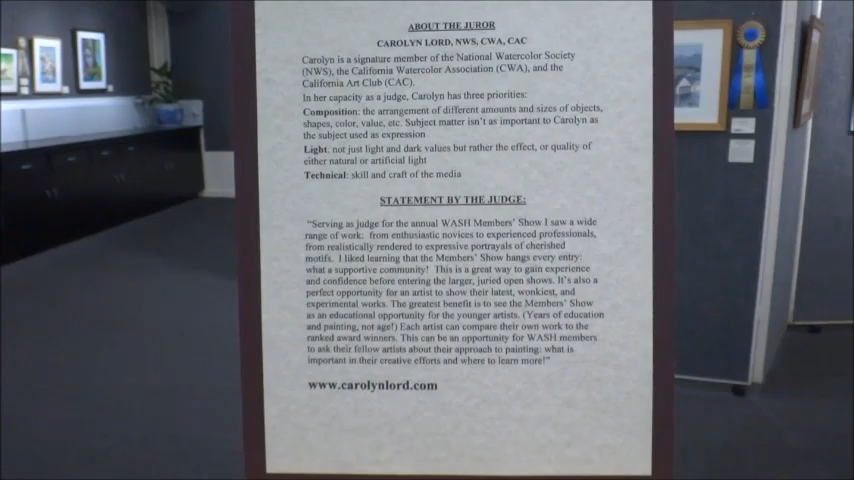 ABOUT THE JUROR
CAROLYN LORD, NWS, CWA, CAC
Carolyn is a signature member of the National Watercolor Society
(NWS), the California Watercolor Association (CWA), and the
California Art Club (CAC).
In her capacity as a judge, Carolyn has three priorities:
Composition: the arrangement of different amounts and sizes of objects,
shapes, color, value, etc. Subject matter isn't as important to Carolyn as
the subject used as expression
Light: not just light and dark values but rather the effect, or quality of
either natural or artificial light
Technical: skill and craft of the media
STATEMENT BY THE JUDGE:
"Serving as judge for the annual WASH Members' Show I saw a wide
range of work: from enthusiastic novices to experienced professionals,
from realistically rendered to expressive portrayals of cherished
motifs. I liked learning that the Members' Show hangs every entry:
what a supportive community! This is a great way to gain experience
and confidence before entering the larger, juried open shows. It's also a
perfect opportunity for an artist to show their latest, wonkiest, and
experimental works. The greatest benefit is to see the Members' Show
as an educational opportunity for the younger artists. (Years of education
and painting, not age!) Each artist can compare their own work to the
ranked award winners. This can be an opportunity for WASH members
to ask their fellow artists about their approach to painting: what is
important in their creative efforts and where to learn more!"
www.carolynlord.com